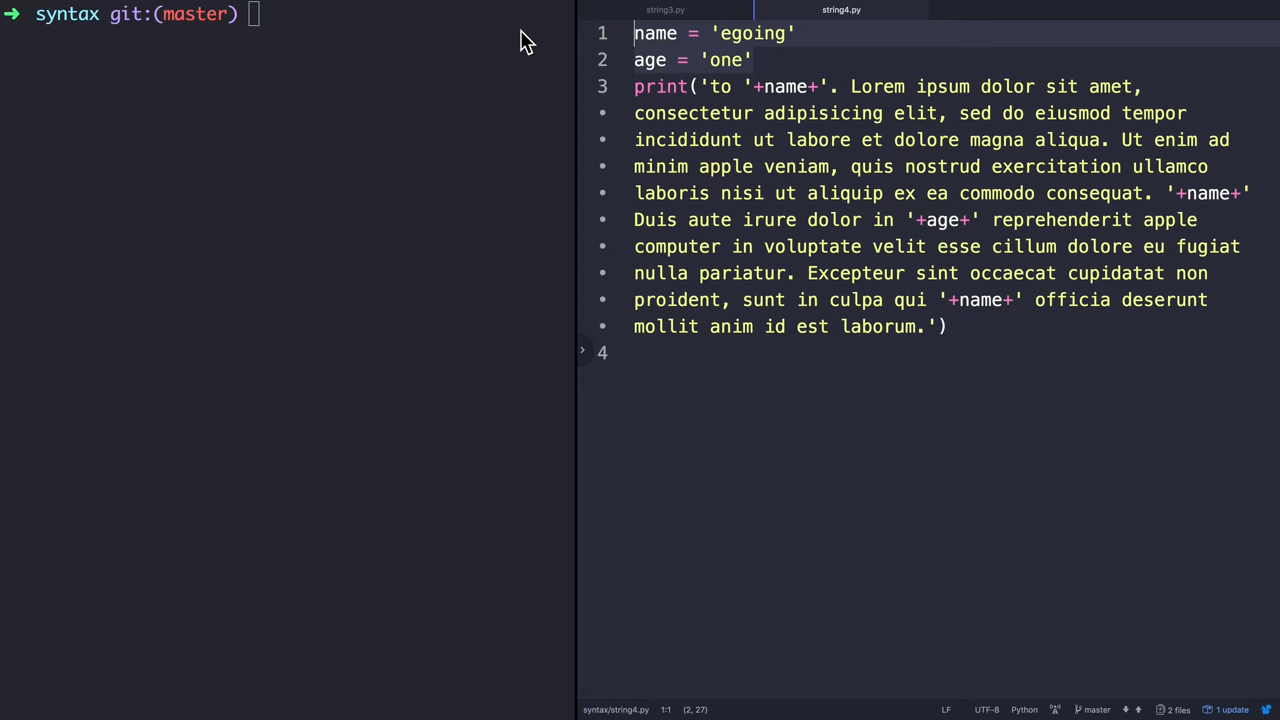 ➜ syntax git:(master)
string3.py
string4.py
1 name = 'egoing'
2 age = 'one'
3 print('to '+name+'. Lorem ipsum dolor sit amet,
• consectetur adipisicing elit, sed do eiusmod tempor
• incididunt ut labore et dolore magna aliqua. Ut enim ad
• minim apple veniam, quis nostrud exercitation ullamco
• laboris nisi ut aliquip ex ea commodo consequat. '+name+'
• Duis aute irure dolor in '+age+' reprehenderit apple
• computer in voluptate velit esse cillum dolore eu fugiat
• nulla pariatur. Excepteur sint occaecat cupidatat non
• proident, sunt in culpa qui '+name+' officia deserunt
• mollit anim id est laborum.')
4
syntax/string4.py 1:1 (2, 27) LF UTF-8 Python master 2 files 1 update